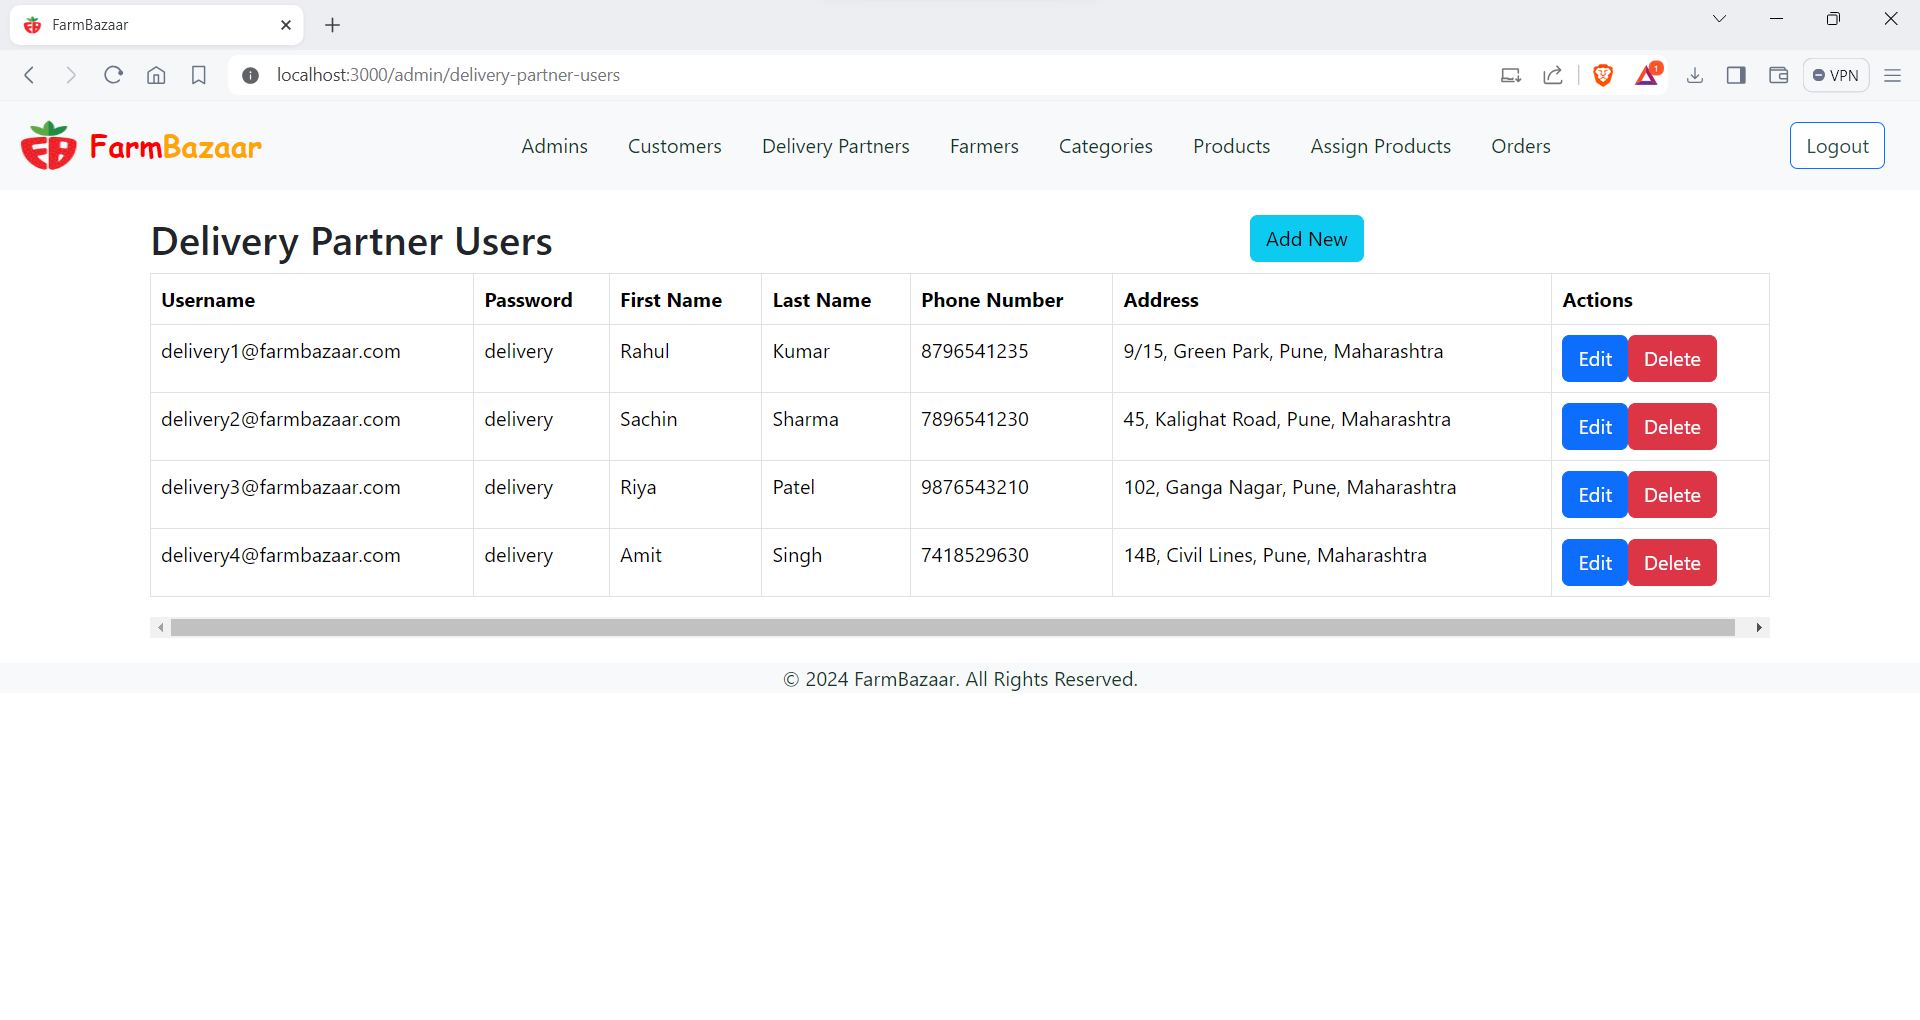 FarmBazaar
localhost:3000/admin/delivery-partner-users
1
VPN
FarmBazaar
Admins Customers Delivery Partners Farmers Categories Products Assign Products Orders Logout
Delivery Partner Users Add New
Username Password First Name Last Name Phone Number Address Actions
delivery1@farmbazaar.com delivery Rahul Kumar 8796541235 9/15, Green Park, Pune, Maharashtra Edit Delete
delivery2@farmbazaar.com delivery Sachin Sharma 7896541230 45, Kalighat Road, Pune, Maharashtra Edit Delete
delivery3@farmbazaar.com delivery Riya Patel 9876543210 102, Ganga Nagar, Pune, Maharashtra Edit Delete
delivery4@farmbazaar.com delivery Amit Singh 7418529630 14B, Civil Lines, Pune, Maharashtra Edit Delete
© 2024 FarmBazaar. All Rights Reserved.